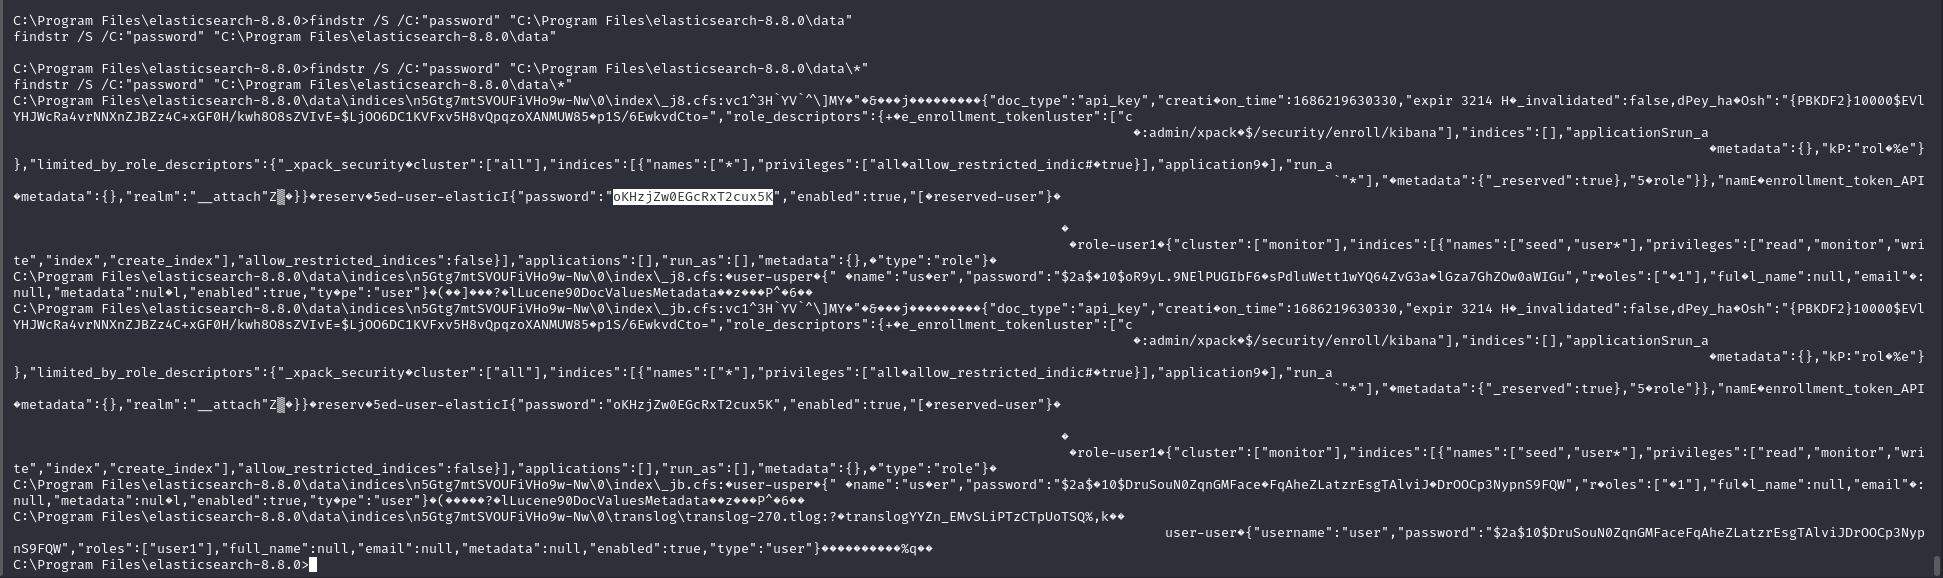 C:\Program Files\elasticsearch-8.8.0>findstr /S /C:"password" "C:\Program Files\elasticsearch-8.8.0\data"
findstr /S /C:"password" "C:\Program Files\elasticsearch-8.8.0\data"
C:\Program Files\elasticsearch-8.8.0>findstr /S /C:"password" "C:\Program Files\elasticsearch-8.8.0\data\*"
findstr /S /C:"password" "C:\Program Files\elasticsearch-8.8.0\data\*"
C:\Program Files\elasticsearch-8.8.0\data\indices\n5Gtg7mtSVOUFiVHo9w-Nw\0\index\_j8.cfs:vc1^3H`YV`^\]MY�"�&���j����������{"doc_type":"api_key","creati�on_time":1686219630330,"expir 3214 H�_invalidated":false,dPey_ha�Osh":"{PBKDF2}10000$EVl
YHJWcRa4vrNNXnZJBZz4C+xGF0H/kwh8O8sZVIvE=$LjOO6DC1KVFxv5H8vQpqzoXANMUW85�p1S/6EwkvdCto=","role_descriptors":{+�e_enrollment_tokenluster":["c
�:admin/xpack�$/security/enroll/kibana"],"indices":[],"applicationSrun_a
�metadata":{},"kP:"rol�%e"}
},"limited_by_role_descriptors":{"_xpack_security�cluster":["all"],"indices":[{"names":["*"],"privileges":["all�allow_restricted_indic#�true}],"application9�],"run_a
`"*"],"�metadata":{"_reserved":true},"5�role"}},"namE�enrollment_token_API
�metadata":{},"realm":"__attach"Z▒�}}�reserv�5ed-user-elasticI{"password":"oKHzjZw0EGcRxT2cux5K","enabled":true,"[�reserved-user"}�
�
�role-user1�{"cluster":["monitor"],"indices":[{"names":["seed","user*"],"privileges":["read","monitor","wri
te","index","create_index"],"allow_restricted_indices":false}],"applications":[],"run_as":[],"metadata":{},�"type":"role"}�
C:\Program Files\elasticsearch-8.8.0\data\indices\n5Gtg7mtSVOUFiVHo9w-Nw\0\index\_j8.cfs:�user-usper�{" �name":"us�er","password":"$2a$�10$oR9yL.9NElPUGIbF6�sPdluWett1wYQ64ZvG3a�lGza7GhZOw0aWIGu","r�oles":["�1"],"ful�l_name":null,"email"�:
null,"metadata":nul�l,"enabled":true,"ty�pe":"user"}�(��]���?�lLucene90DocValuesMetadata��z���P^�6��
C:\Program Files\elasticsearch-8.8.0\data\indices\n5Gtg7mtSVOUFiVHo9w-Nw\0\index\_jb.cfs:vc1^3H`YV`^\]MY�"�&���j����������{"doc_type":"api_key","creati�on_time":1686219630330,"expir 3214 H�_invalidated":false,dPey_ha�Osh":"{PBKDF2}10000$EVl
YHJWcRa4vrNNXnZJBZz4C+xGF0H/kwh8O8sZVIvE=$LjOO6DC1KVFxv5H8vQpqzoXANMUW85�p1S/6EwkvdCto=","role_descriptors":{+�e_enrollment_tokenluster":["c
�:admin/xpack�$/security/enroll/kibana"],"indices":[],"applicationSrun_a
�metadata":{},"kP:"rol�%e"}
},"limited_by_role_descriptors":{"_xpack_security�cluster":["all"],"indices":[{"names":["*"],"privileges":["all�allow_restricted_indic#�true}],"application9�],"run_a
`"*"],"�metadata":{"_reserved":true},"5�role"}},"namE�enrollment_token_API
�metadata":{},"realm":"__attach"Z▒�}}�reserv�5ed-user-elasticI{"password":"oKHzjZw0EGcRxT2cux5K","enabled":true,"[�reserved-user"}�
�
�role-user1�{"cluster":["monitor"],"indices":[{"names":["seed","user*"],"privileges":["read","monitor","wri
te","index","create_index"],"allow_restricted_indices":false}],"applications":[],"run_as":[],"metadata":{},�"type":"role"}�
C:\Program Files\elasticsearch-8.8.0\data\indices\n5Gtg7mtSVOUFiVHo9w-Nw\0\index\_jb.cfs:�user-usper�{" �name":"us�er","password":"$2a$�10$DruSouN0ZqnGMFace�FqAheZLatzrEsgTAlviJ�DrOOCp3NypnS9FQW","r�oles":["�1"],"ful�l_name":null,"email"�:
null,"metadata":nul�l,"enabled":true,"ty�pe":"user"}�(�����?�lLucene90DocValuesMetadata��z���P^�6��
C:\Program Files\elasticsearch-8.8.0\data\indices\n5Gtg7mtSVOUFiVHo9w-Nw\0\translog\translog-270.tlog:?�translogYYZn_EMvSLiPTzCTpUoTSQ%,k��
user-user�{"username":"user","password":"$2a$10$DruSouN0ZqnGMFaceFqAheZLatzrEsgTAlviJDrOOCp3Nyp
nS9FQW","roles":["user1"],"full_name":null,"email":null,"metadata":null,"enabled":true,"type":"user"}����������%q��
C:\Program Files\elasticsearch-8.8.0>